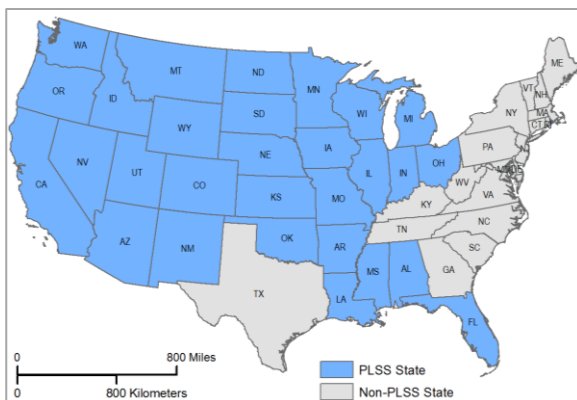 WA
ME
MT
ND
VT
MN
NH
OR
ID
WI
NY
MA
SD
MI
CT
WY
IA
PA
NE
NV
OH
IL
IN
UT
WV
CO
VA
CA
KS
MO
KY
NC
TN
OK
AZ
NM
AR
SC
MS
AL
GA
TX
LA
FL
0 800 Miles
0 800 Kilometers
PLSS State
Non-PLSS State